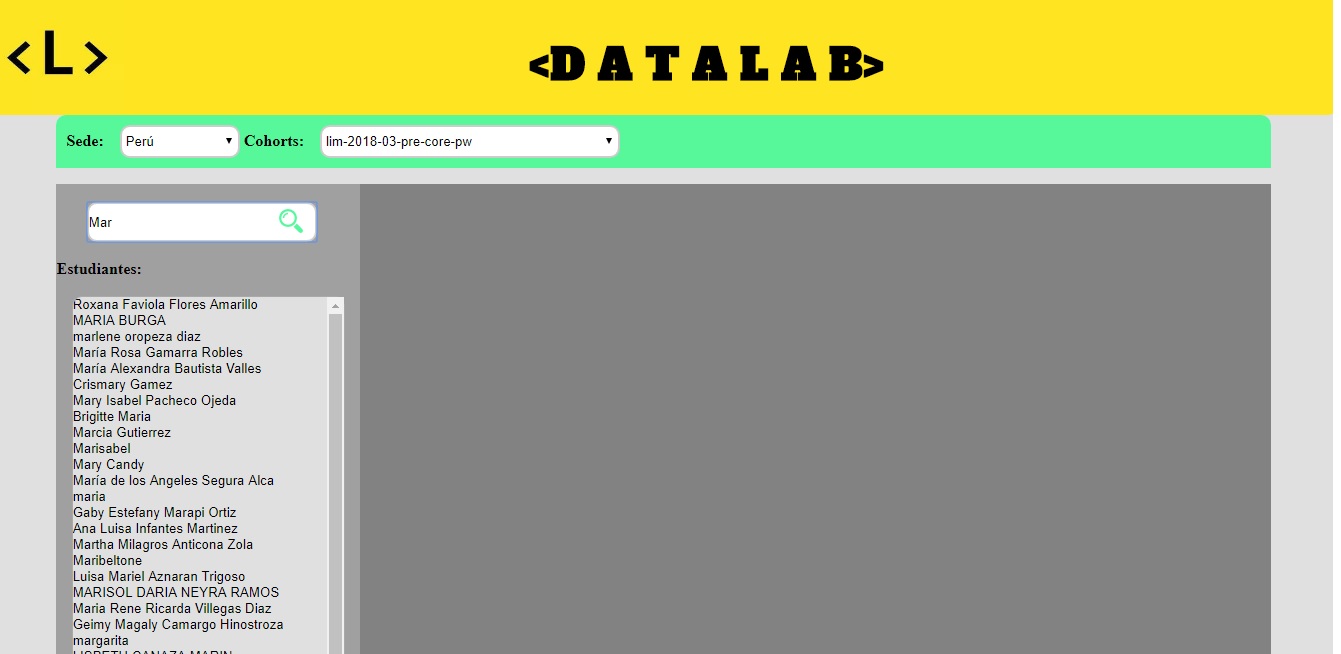 <L>
<DATALAB>
Sede: Perú Cohorts: lim-2018-03-pre-core-pw
Mar
Estudiantes:
Roxana Faviola Flores Amarillo
MARIA BURGA
marlene oropeza diaz
María Rosa Gamarra Robles
María Alexandra Bautista Valles
Crismary Gamez
Mary Isabel Pacheco Ojeda
Brigitte Maria
Marcia Gutierrez
Marisabel
Mary Candy
María de los Angeles Segura Alca
maria
Gaby Estefany Marapi Ortiz
Ana Luisa Infantes Martinez
Martha Milagros Anticona Zola
Maribeltone
Luisa Mariel Aznaran Trigoso
MARISOL DARIA NEYRA RAMOS
Maria Rene Ricarda Villegas Diaz
Geimy Magaly Camargo Hinostroza
margarita